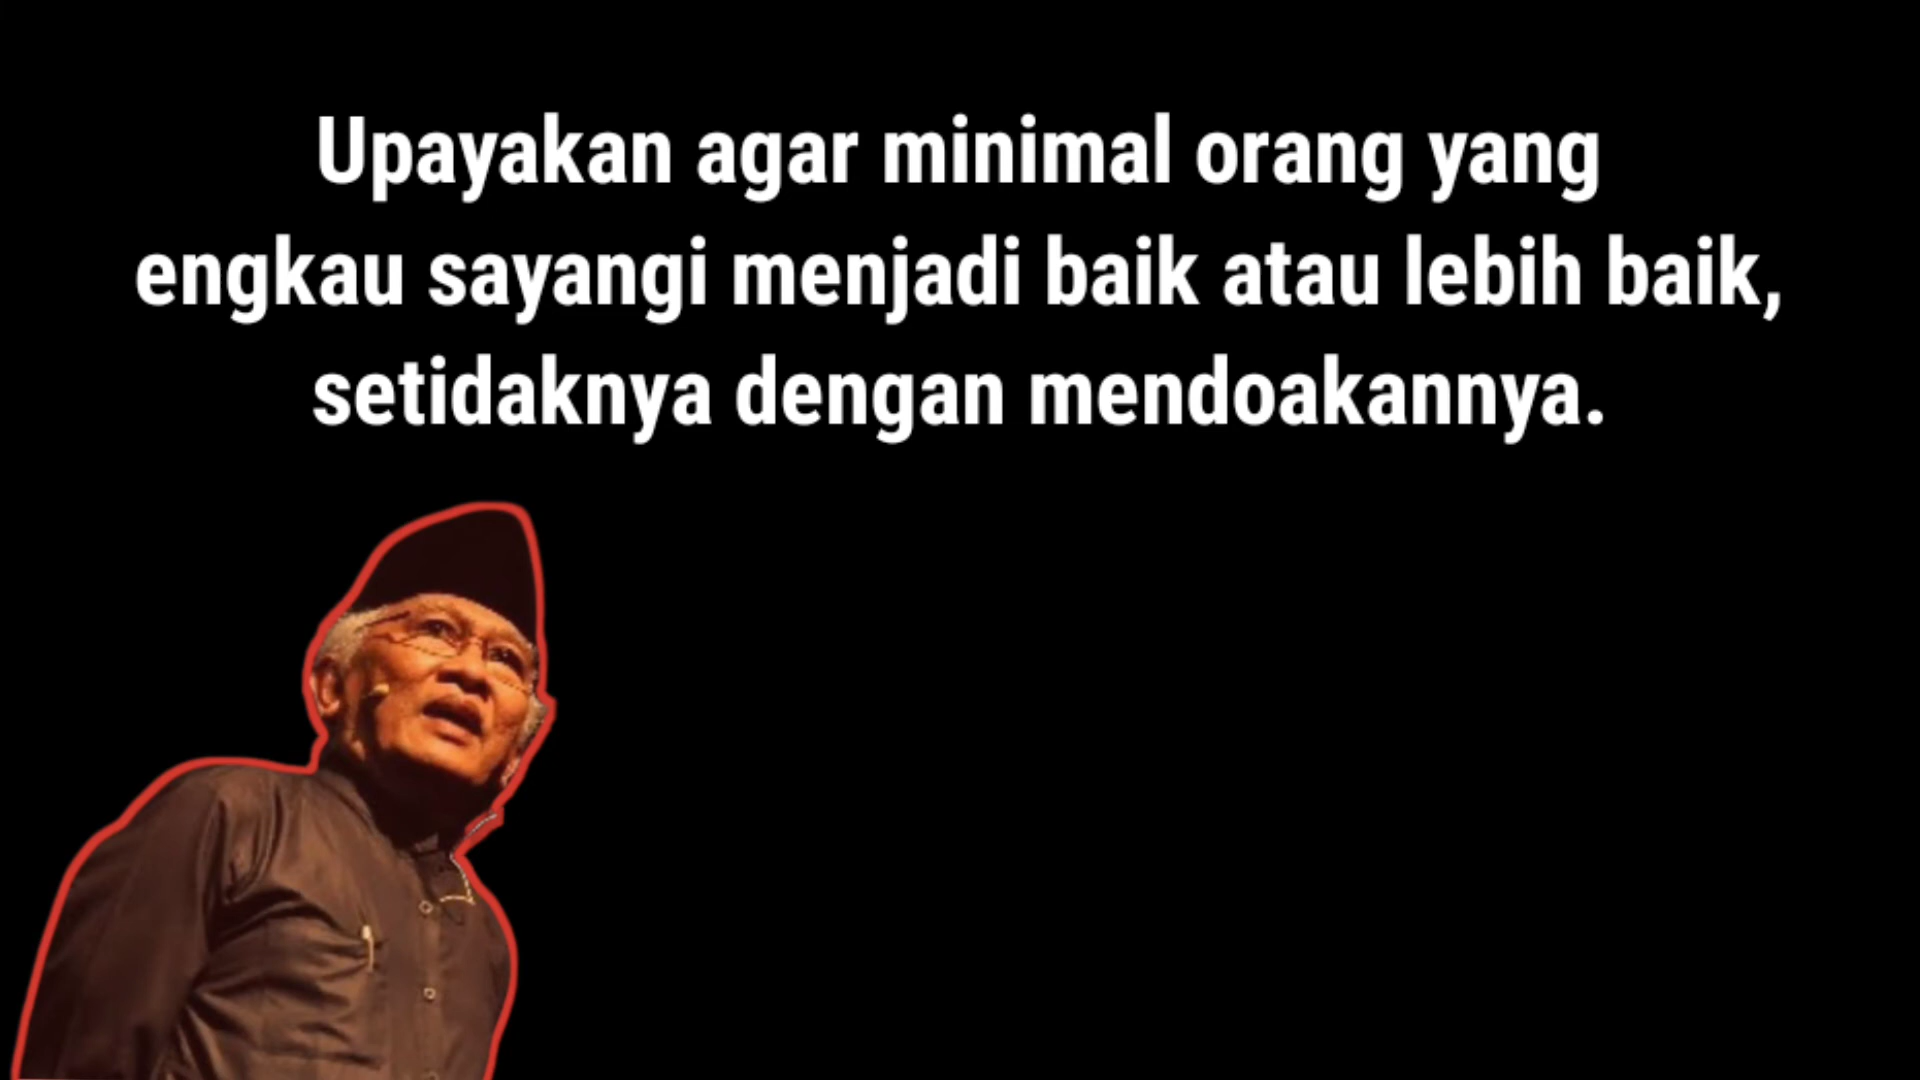 Upayakan agar minimal orang yang
engkau sayangi menjadi baik atau lebih baik,
setidaknya dengan mendoakannya.